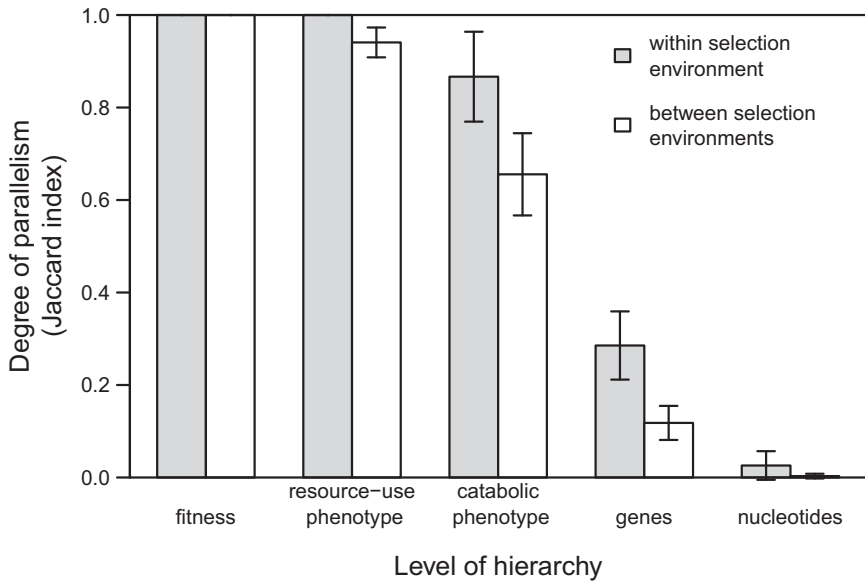 1.0
0.8
0.6
0.4
0.2
0.0
Degree of parallelism
(Jaccard index)
within selection
environment
between selection
environments
fitness
resource−use
phenotype
catabolic
phenotype
genes
nucleotides
Level of hierarchy